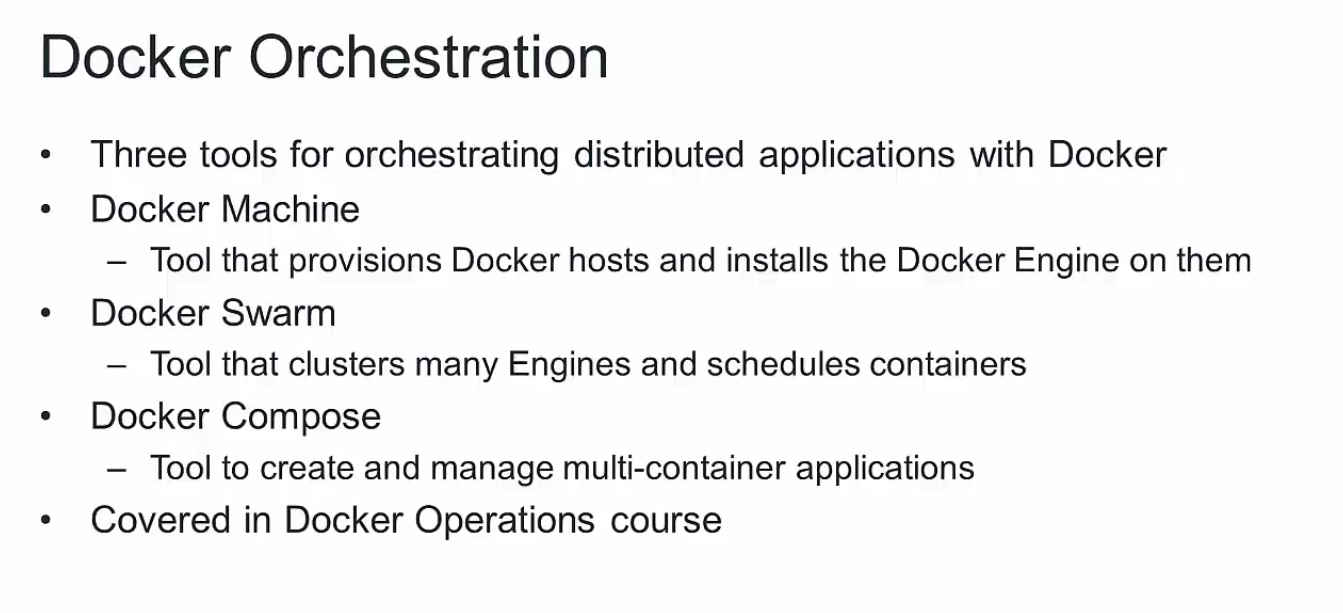 Docker Orchestration
• Three tools for orchestrating distributed applications with Docker
• Docker Machine
– Tool that provisions Docker hosts and installs the Docker Engine on them
• Docker Swarm
– Tool that clusters many Engines and schedules containers
• Docker Compose
– Tool to create and manage multi-container applications
• Covered in Docker Operations course